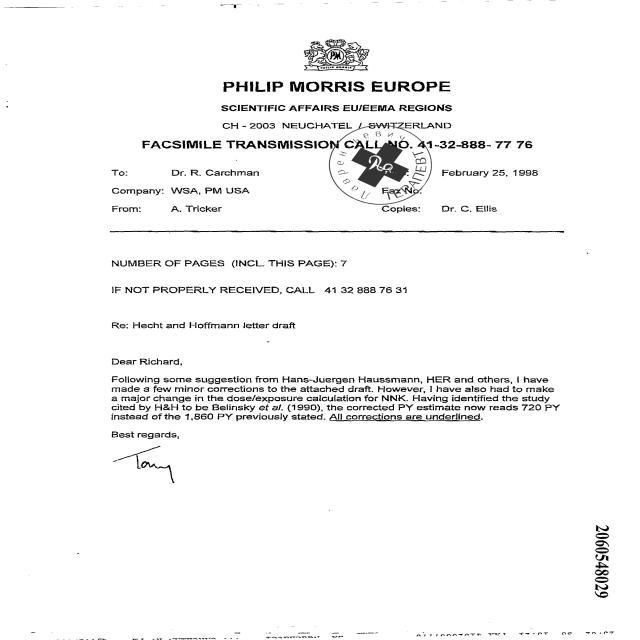 PM
PHILIP MORRIS
PHILIP MORRIS EUROPE
SCIENTIFIC AFFAIRS EU/EEMA REGIONS
CH - 2003 NEUCHATEL / SWITZERLAND
FACSIMILE TRANSMISSION CALL NO. 41-32-888- 77 76
To: Dr. R. Carchman February 25, 1998
Company: WSA, PM USA Fax No:
From: A. Tricker Copies: Dr. C. Ellis
ТЕРАПЕВТ
NUMBER OF PAGES (INCL. THIS PAGE): 7
IF NOT PROPERLY RECEIVED, CALL 41 32 888 76 31
Re: Hecht and Hoffmann letter draft
Dear Richard,
Following some suggestion from Hans-Juergen Haussmann, HER and others, I have
made a few minor corrections to the attached draft. However, I have also had to make
a major change in the dose/exposure calculation for NNK. Having identified the study
cited by H&H to be Belinsky et al. (1990), the corrected PY estimate now reads 720 PY
instead of the 1,860 PY previously stated. All corrections are underlined.
Best regards,
Tony
2060548029